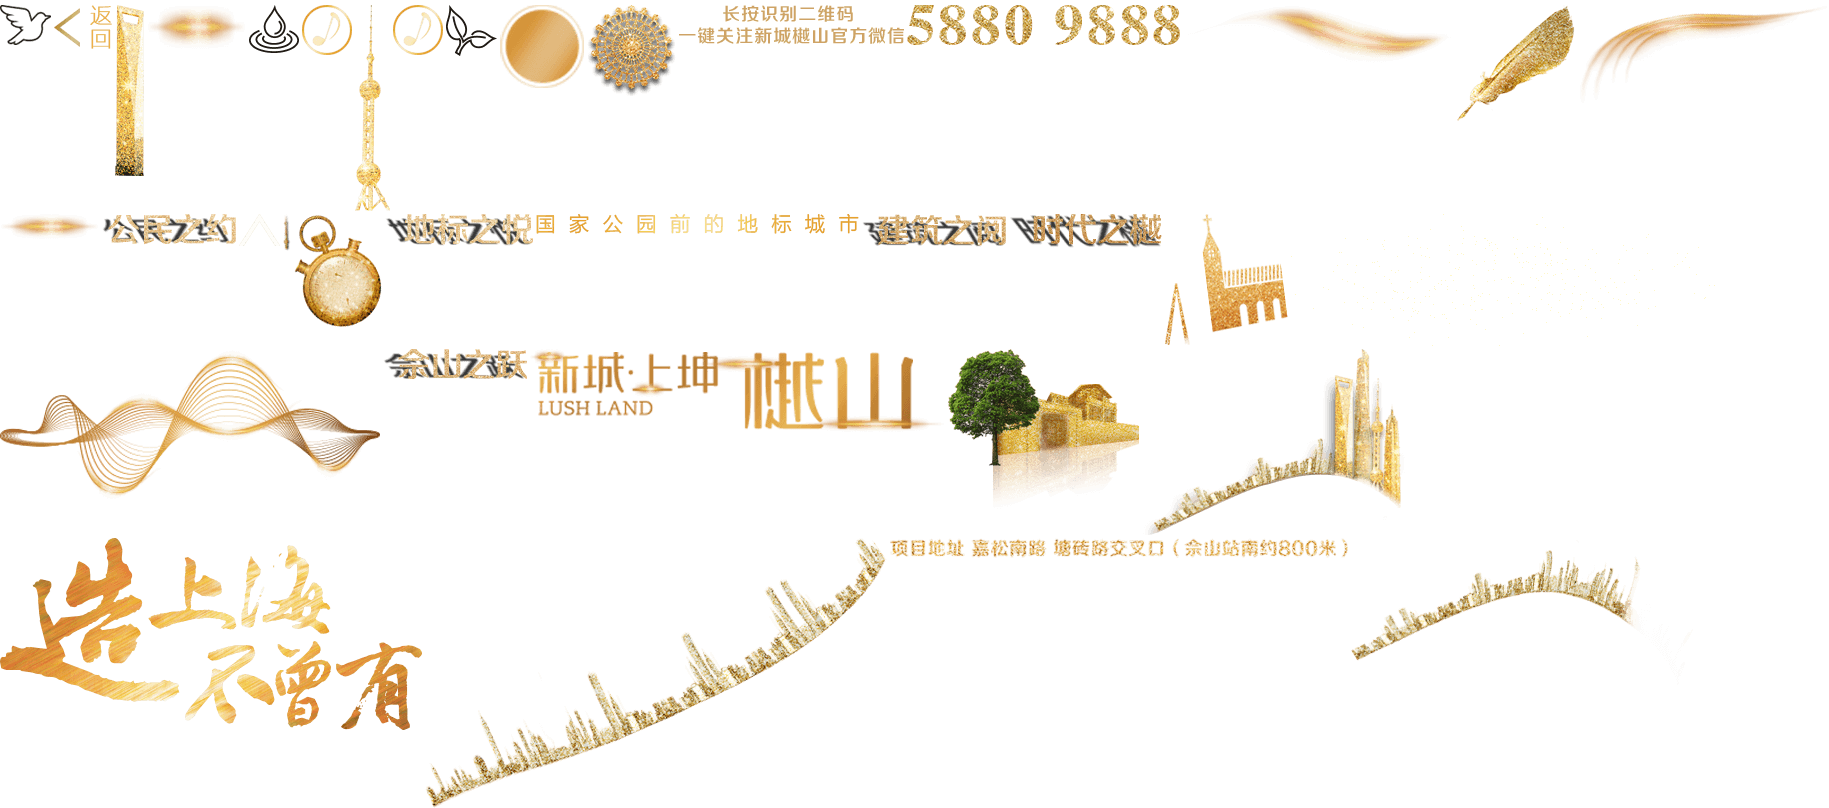 返回
长按识别二维码
一键关注新城樾山官方微信
5880 9888
公民之约
地标之悦
国家公园前的地标城市
建筑之阅
时代之樾
佘山之跃
新城·上坤
LUSH LAND
樾山
造上海
不曾有
项目地址 嘉松南路 塘砖路交叉口（佘山站南约800米）